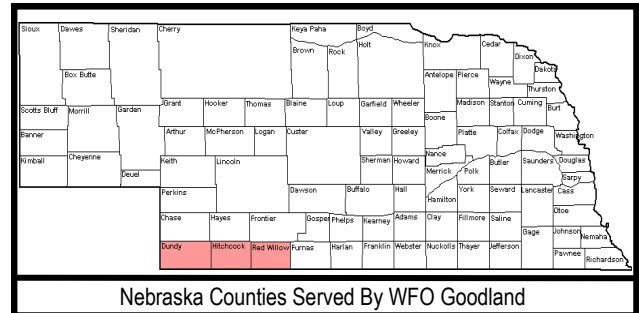 Sioux Dawes Sheridan Cherry Keya Paha Boyd
Brown Rock Holt Knox Cedar
Dixon
Dakota
Box Butte Antelope Pierce Wayne
Thurston
Scotts Bluff Morrill Garden Grant Hooker Thomas Blaine Loup Garfield Wheeler Madison Stanton Cuming Burt
Boone
Banner Arthur McPherson Logan Custer Valley Greeley Platte Colfax Dodge Washington
Nance
Kimball Cheyenne Keith Lincoln Sherman Howard Merrick Polk Butler Saunders Douglas
Deuel Sarpy
Perkins Dawson Buffalo Hall Hamilton York Seward Lancaster Cass
Otoe
Chase Hayes Frontier Gosper Phelps Kearney Adams Clay Fillmore Saline
Gage Johnson Nemaha
Dundy Hitchcock Red Willow Furnas Harlan Franklin Webster Nuckolls Thayer Jefferson Pawnee Richardson
Nebraska Counties Served By WFO Goodland